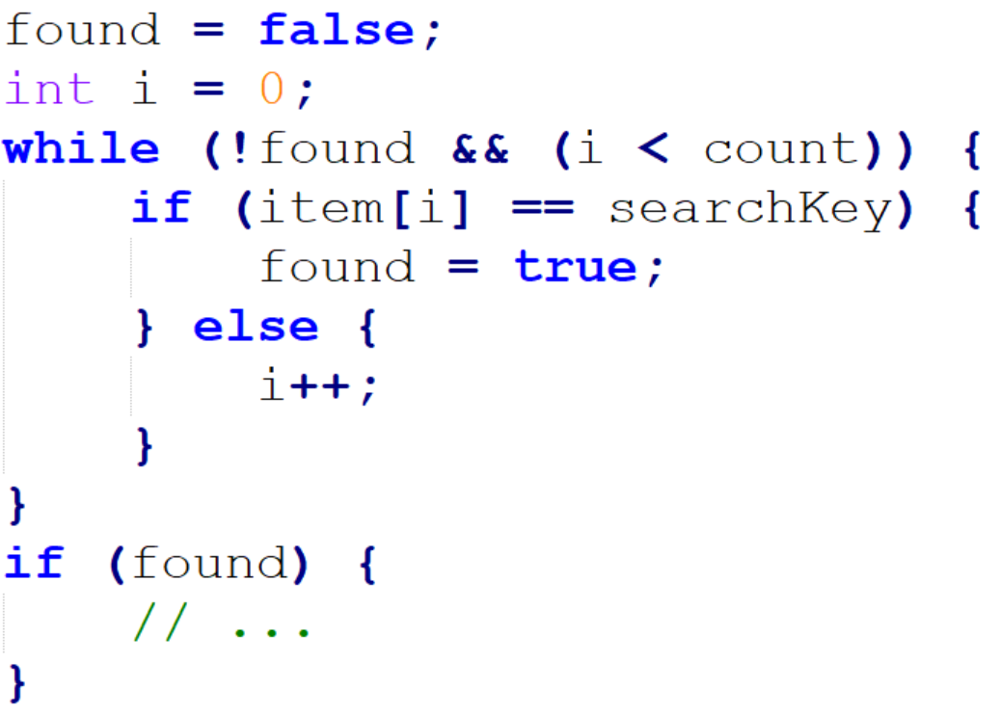 found = false;
int i = 0;
while (!found && (i < count)) {
    if (item[i] == searchKey) {
        found = true;
    } else {
        i++;
    }
}
if (found) {
    // ...
}